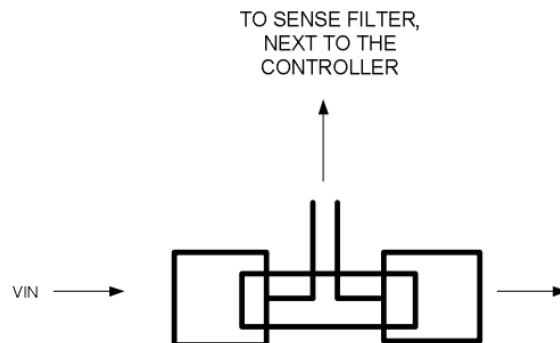 TO SENSE FILTER,
NEXT TO THE
CONTROLLER
VIN